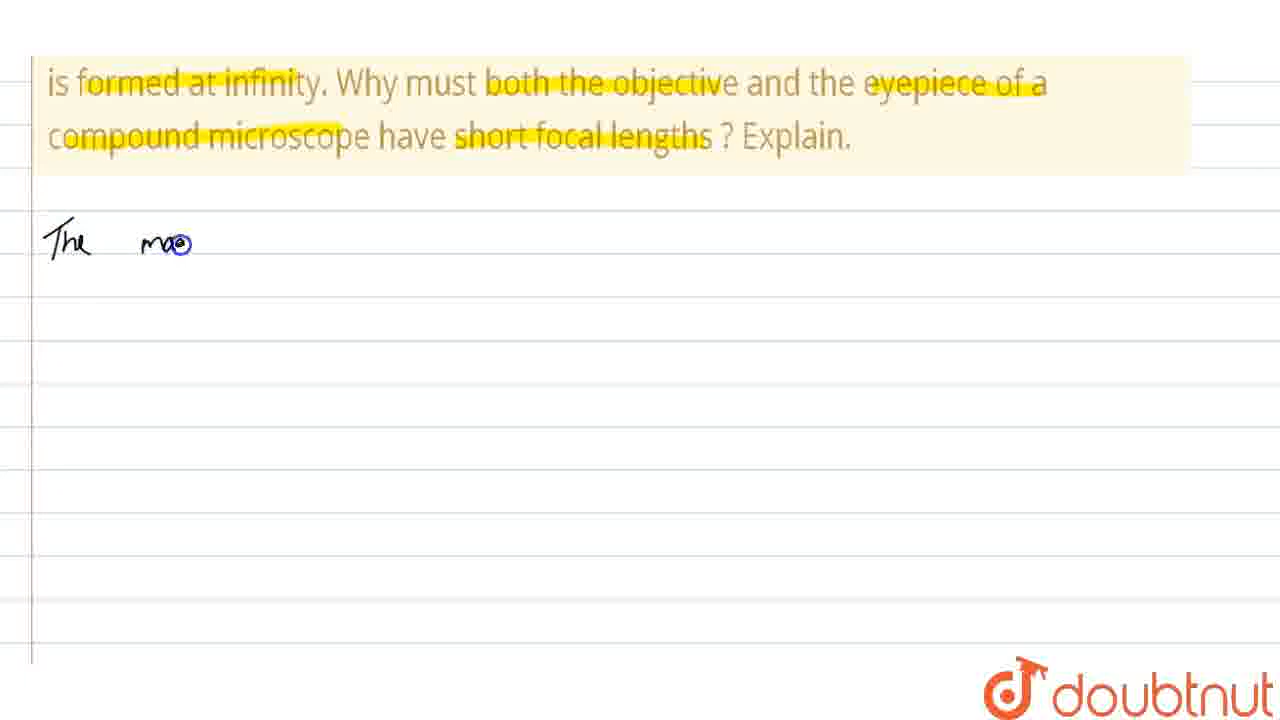 is formed at infinity. Why must both the objective and the eyepiece of a
compound microscope have short focal lengths ? Explain.
The
doubtnut